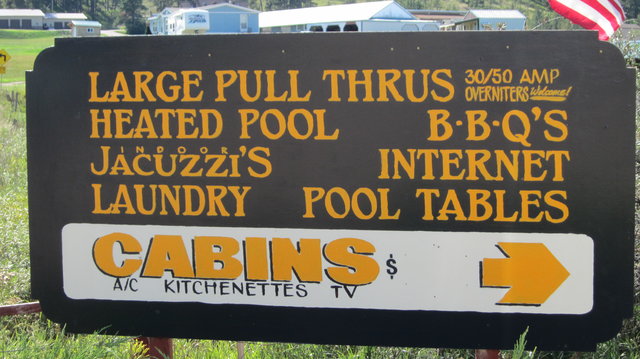 LARGE PULL THRUS 30/50 AMP
OVERNITERS Welcome!
HEATED POOL B-B-Q'S
INDOOR
JACUZZI'S INTERNET
LAUNDRY POOL TABLES
CABINS $
A/C KITCHENETTES TV